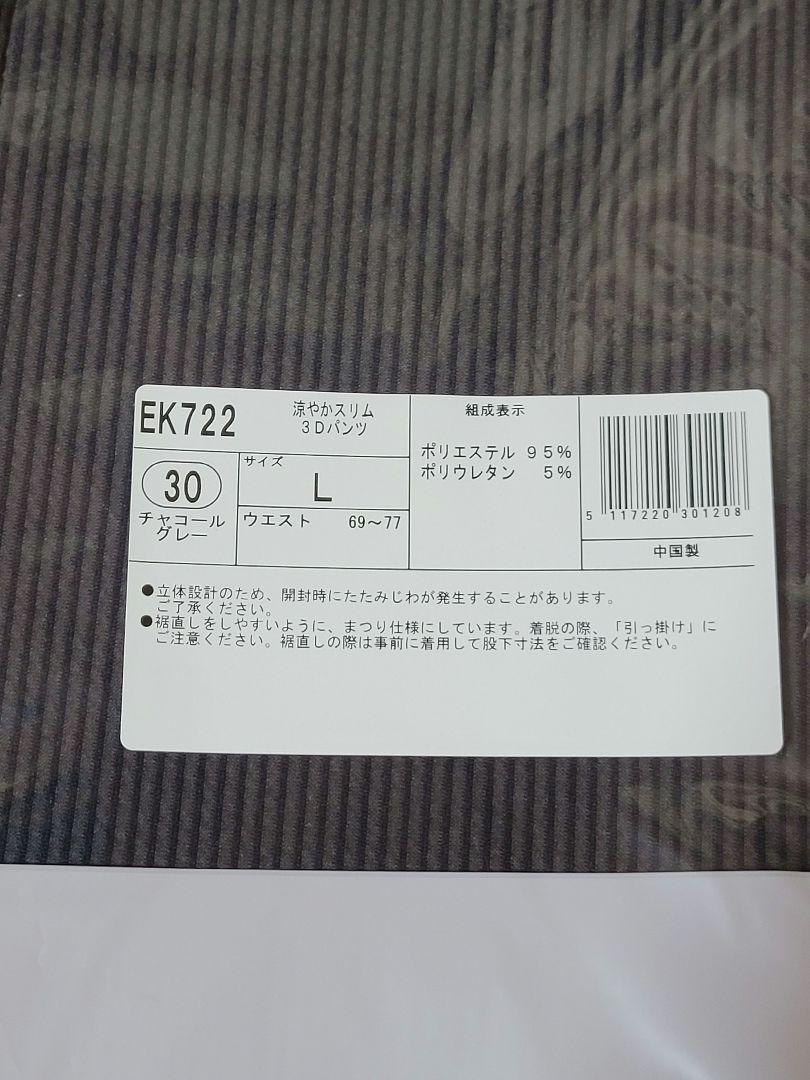 EK722
涼やかスリム
3Dパンツ
30
チャコール
グレー
サイズ
L
ウエスト 69～77
組成表示
ポリエステル 95%
ポリウレタン 5%
5 117220 301208
中国製
●立体設計のため、開封時にたたみじわが発生することがあります。
ご了承ください。
●裾直しをしやすいように、まつり仕様にしています。着脱の際、「引っ掛け」に
ご注意ください。裾直しの際は事前に着用して股下寸法をご確認ください。